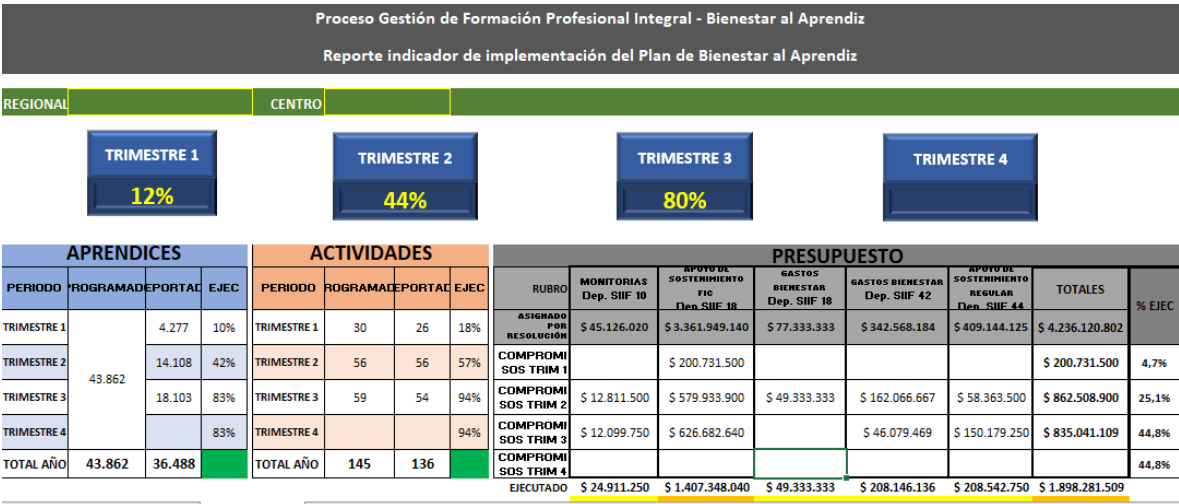 Proceso Gestión de Formación Profesional Integral - Bienestar al Aprendiz
Reporte indicador de implementación del Plan de Bienestar al Aprendiz
REGIONAL CENTRO
TRIMESTRE 1 TRIMESTRE 2 TRIMESTRE 3 TRIMESTRE 4
12% 44% 80%
APRENDICES
PERIODO ROGRAMAD EPORTAD EJEC
TRIMESTRE 1 4.277 10%
TRIMESTRE 2 14.108 42%
43.862
TRIMESTRE 3 18.103 83%
TRIMESTRE 4 83%
TOTAL AÑO 43.862 36.488
ACTIVIDADES
PERIODO ROGRAMAD EPORTAD EJEC
TRIMESTRE 1 30 26 18%
TRIMESTRE 2 56 56 57%
TRIMESTRE 3 59 54 94%
TRIMESTRE 4 94%
TOTAL AÑO 145 136
PRESUPUESTO
RUBRO MONITORIAS Dep. SIIF 10 APOYO DE SOSTENIMIENTO FIC Dep. SIIF 18 GASTOS BIENESTAR Dep. SIIF 18 GASTOS BIENESTAR Dep. SIIF 42 APOYO DE SOSTENIMIENTO REGULAR Dep. SIIF 44 TOTALES % EJEC
ASIGNADO POR RESOLUCIÓN $ 45.126.020 $ 3.361.949.140 $ 77.333.333 $ 342.568.184 $ 409.144.125 $ 4.236.120.802
COMPROMISOS TRIM 1 $ 200.731.500 $ 200.731.500 4,7%
COMPROMISOS TRIM 2 $ 12.811.500 $ 579.933.900 $ 49.333.333 $ 162.066.667 $ 58.363.500 $ 862.508.900 25,1%
COMPROMISOS TRIM 3 $ 12.099.750 $ 626.682.640 $ 46.079.469 $ 150.179.250 $ 835.041.109 44,8%
COMPROMISOS TRIM 4 44,8%
EJECUTADO $ 24.911.250 $ 1.407.348.040 $ 49.333.333 $ 208.146.136 $ 208.542.750 $ 1.898.281.509